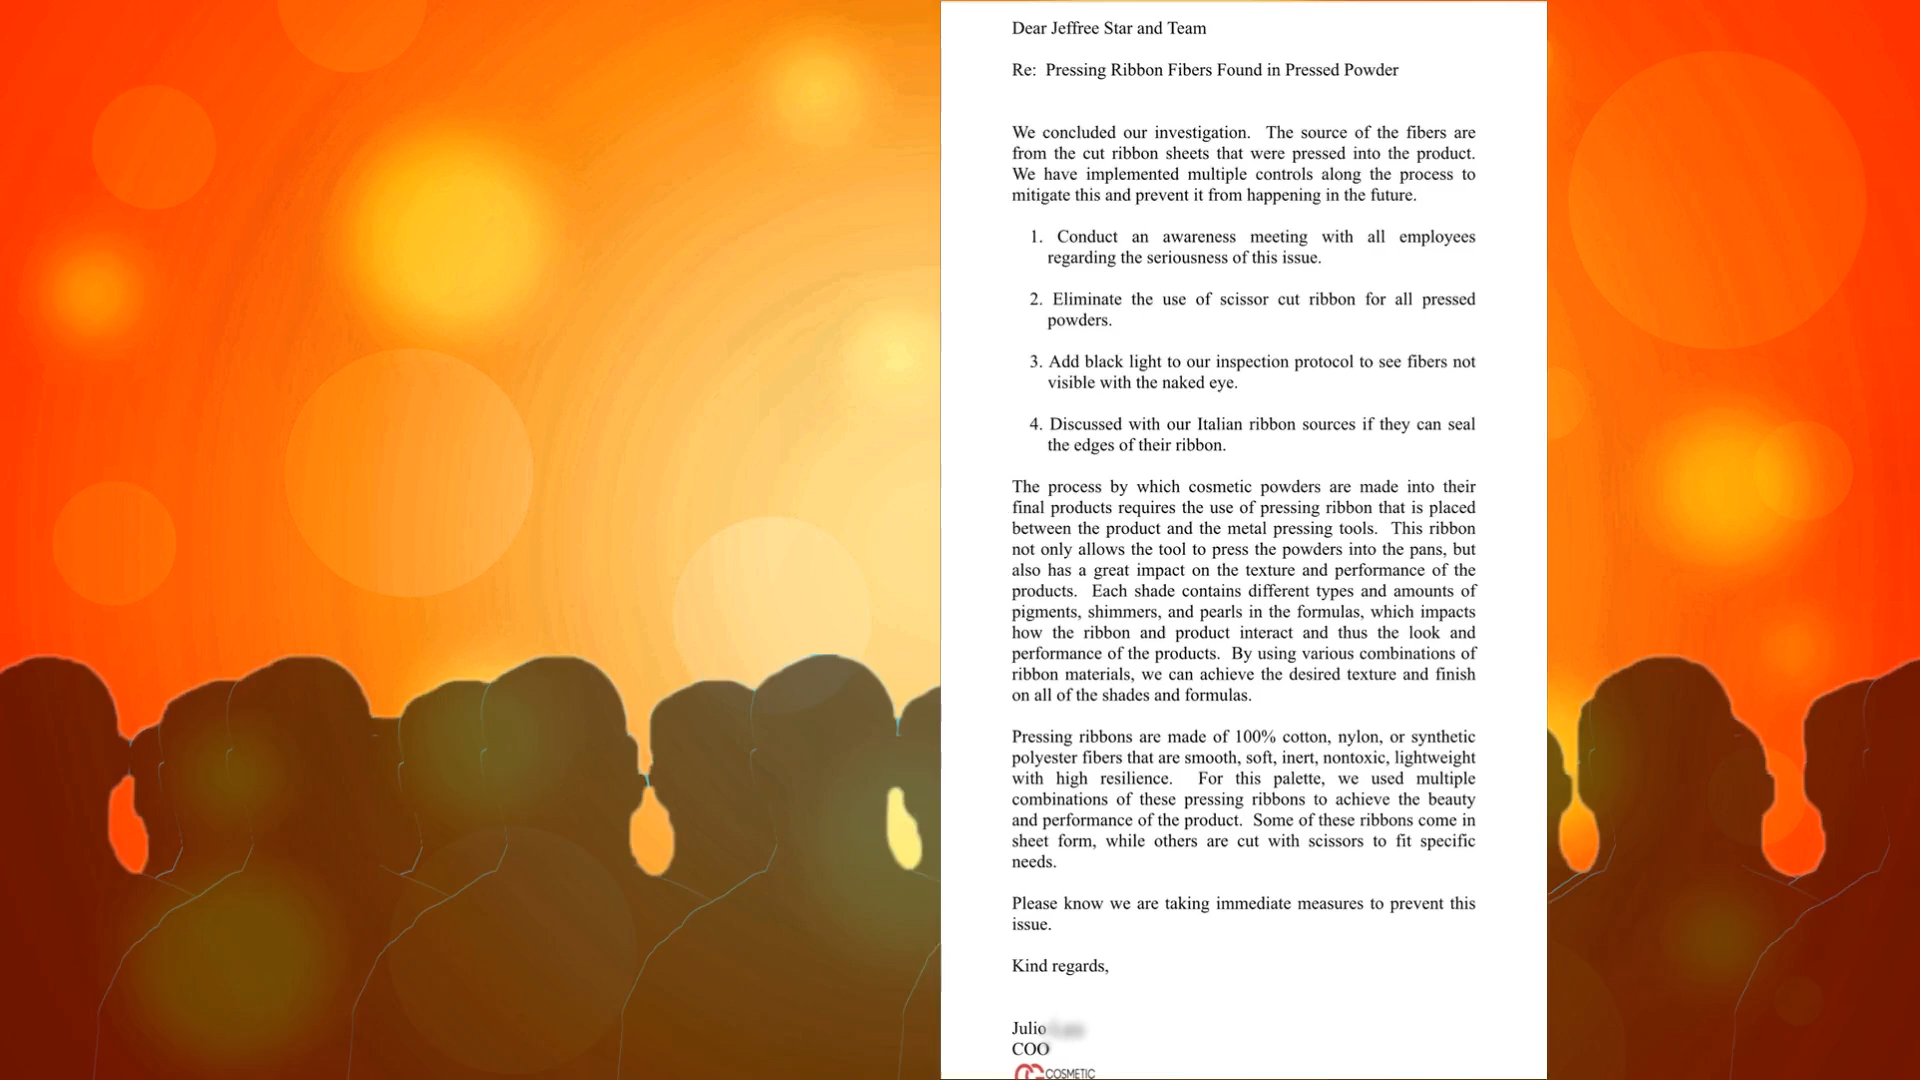 Dear Jeffree Star and Team
Re: Pressing Ribbon Fibers Found in Pressed Powder
We concluded our investigation. The source of the fibers are
from the cut ribbon sheets that were pressed into the product.
We have implemented multiple controls along the process to
mitigate this and prevent it from happening in the future.
1. Conduct an awareness meeting with all employees
regarding the seriousness of this issue.
2. Eliminate the use of scissor cut ribbon for all pressed
powders.
3. Add black light to our inspection protocol to see fibers not
visible with the naked eye.
4. Discussed with our Italian ribbon sources if they can seal
the edges of their ribbon.
The process by which cosmetic powders are made into their
final products requires the use of pressing ribbon that is placed
between the product and the metal pressing tools. This ribbon
not only allows the tool to press the powders into the pans, but
also has a great impact on the texture and performance of the
products. Each shade contains different types and amounts of
pigments, shimmers, and pearls in the formulas, which impacts
how the ribbon and product interact and thus the look and
performance of the products. By using various combinations of
ribbon materials, we can achieve the desired texture and finish
on all of the shades and formulas.
Pressing ribbons are made of 100% cotton, nylon, or synthetic
polyester fibers that are smooth, soft, inert, nontoxic, lightweight
with high resilience. For this palette, we used multiple
combinations of these pressing ribbons to achieve the beauty
and performance of the product. Some of these ribbons come in
sheet form, while others are cut with scissors to fit specific
needs.
Please know we are taking immediate measures to prevent this
issue.
Kind regards,
Julio
COO
COSMETIC